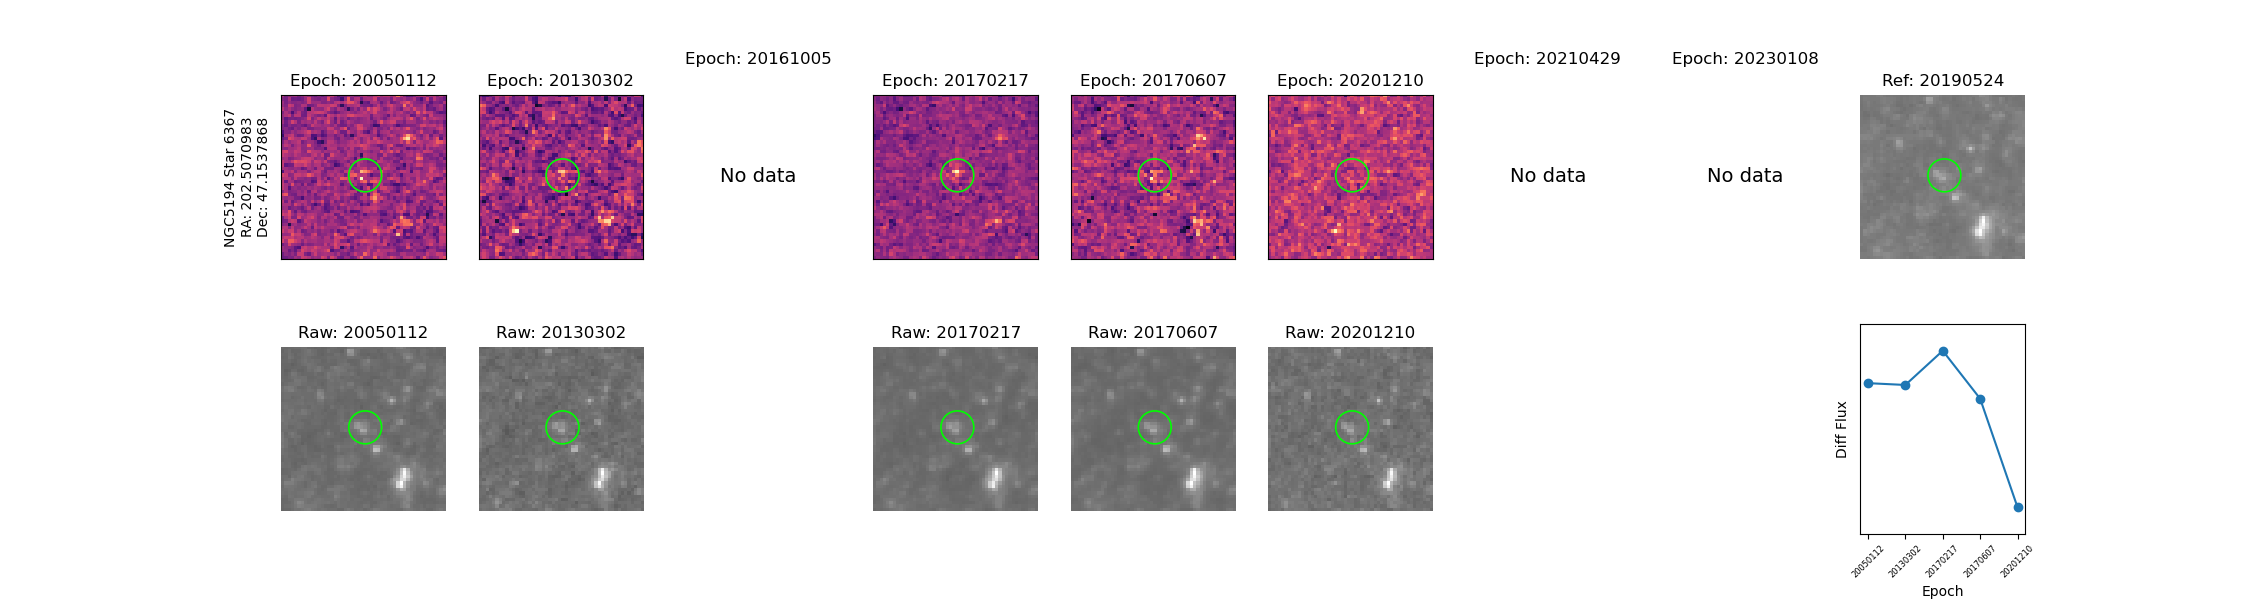 Epoch: 20050112
Epoch: 20130302
Epoch: 20161005
Epoch: 20170217
Epoch: 20170607
Epoch: 20201210
Epoch: 20210429
Epoch: 20230108
Ref: 20190524
NGC5194 Star 6367
RA: 202.5070983
Dec: 47.1537868
No data
No data
No data
Raw: 20050112
Raw: 20130302
Raw: 20170217
Raw: 20170607
Raw: 20201210
Diff Flux
20050112
20130302
20170217
20170607
20201210
Epoch